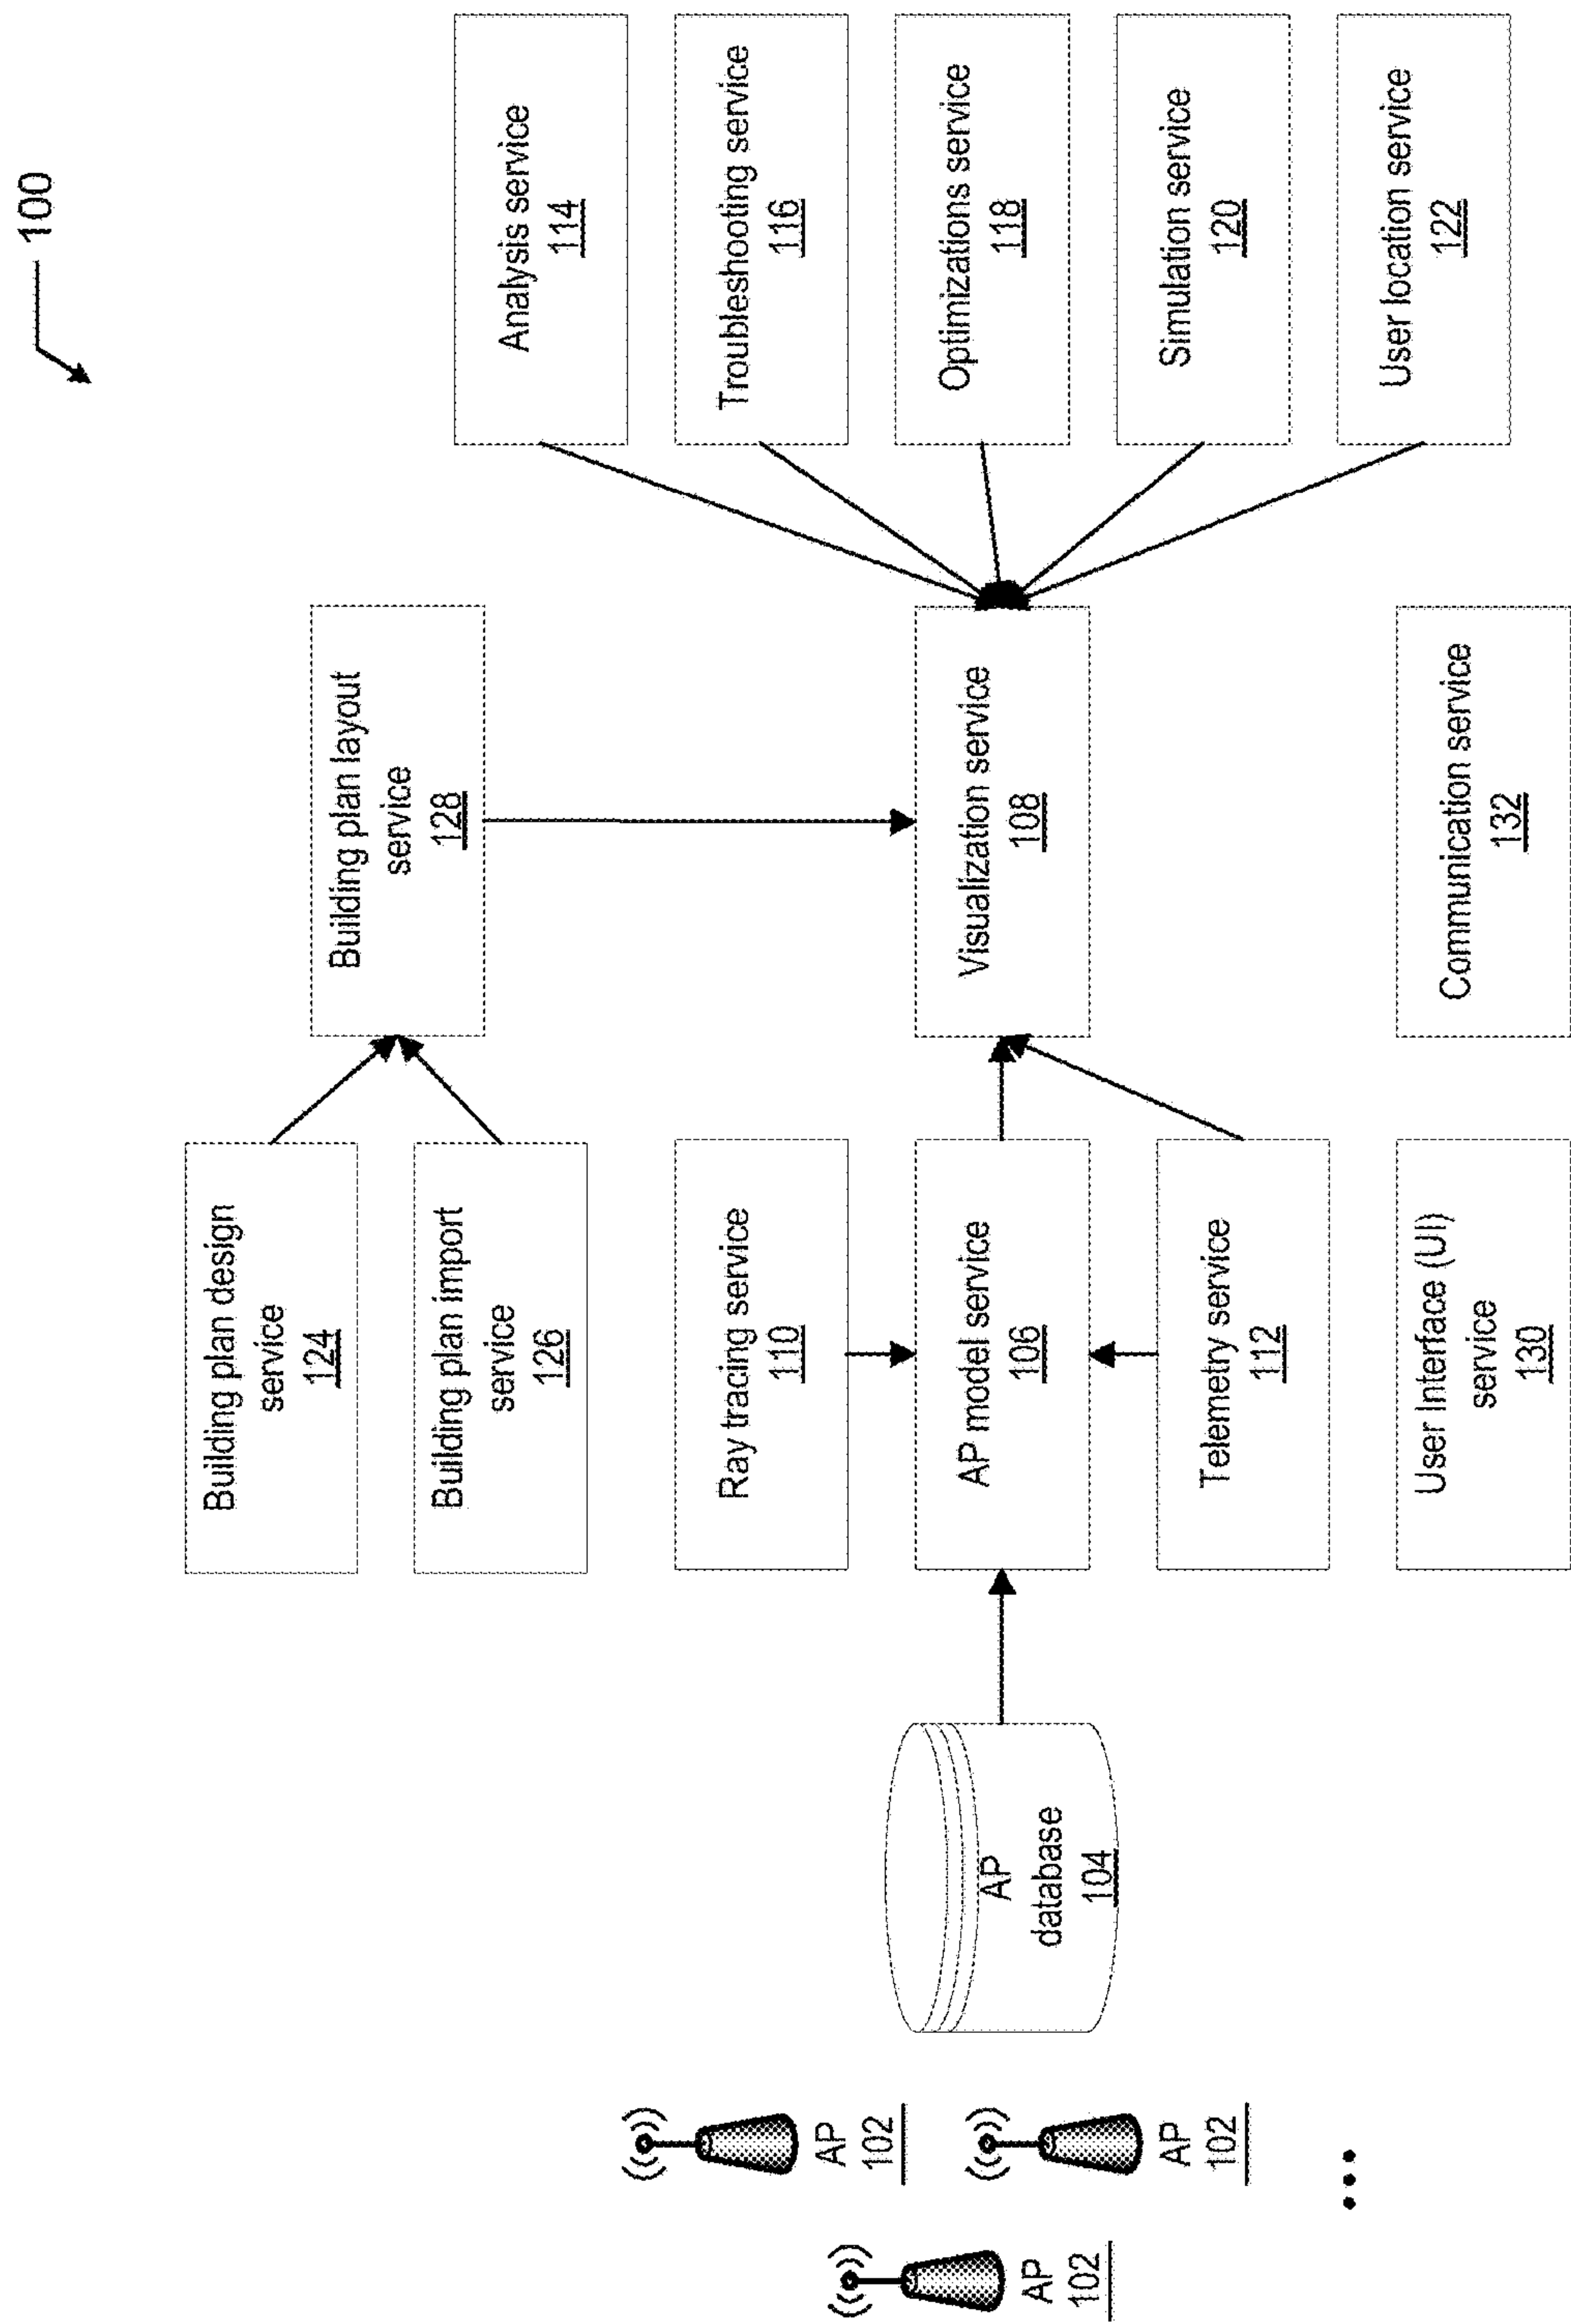 100
Building plan design
service
124
Building plan import
service
126
Building plan layout
service
128
Analysis service
114
Troubleshooting service
116
Optimizations service
118
Simulation service
120
User location service
122
AP
102
AP
102
AP
102
...
AP
database
104
Ray tracing service
110
AP model service
106
Telemetry service
112
Visualization service
108
User Interface (UI)
service
130
Communication service
132